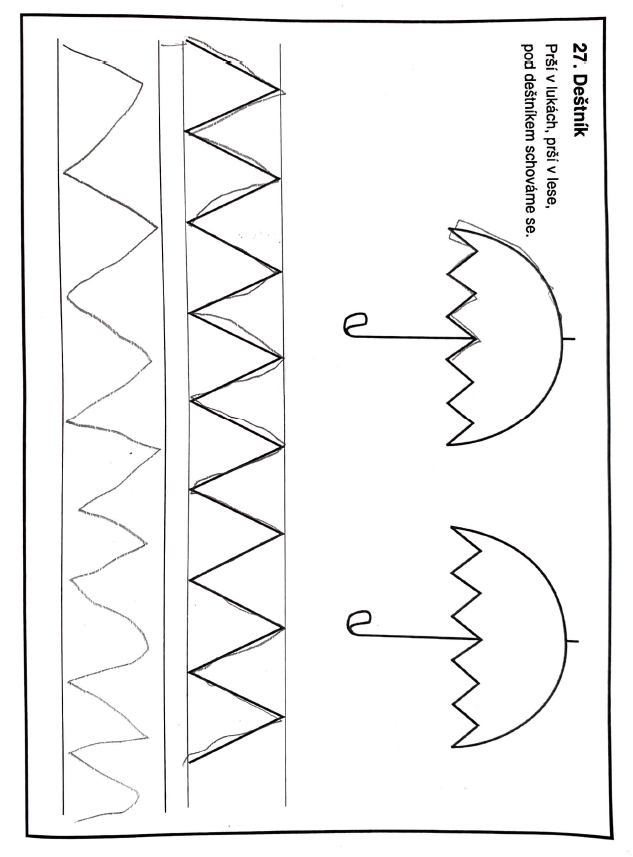 27. Deštník
Prší v lukách, prší v lese,
pod deštníkem schováme se.